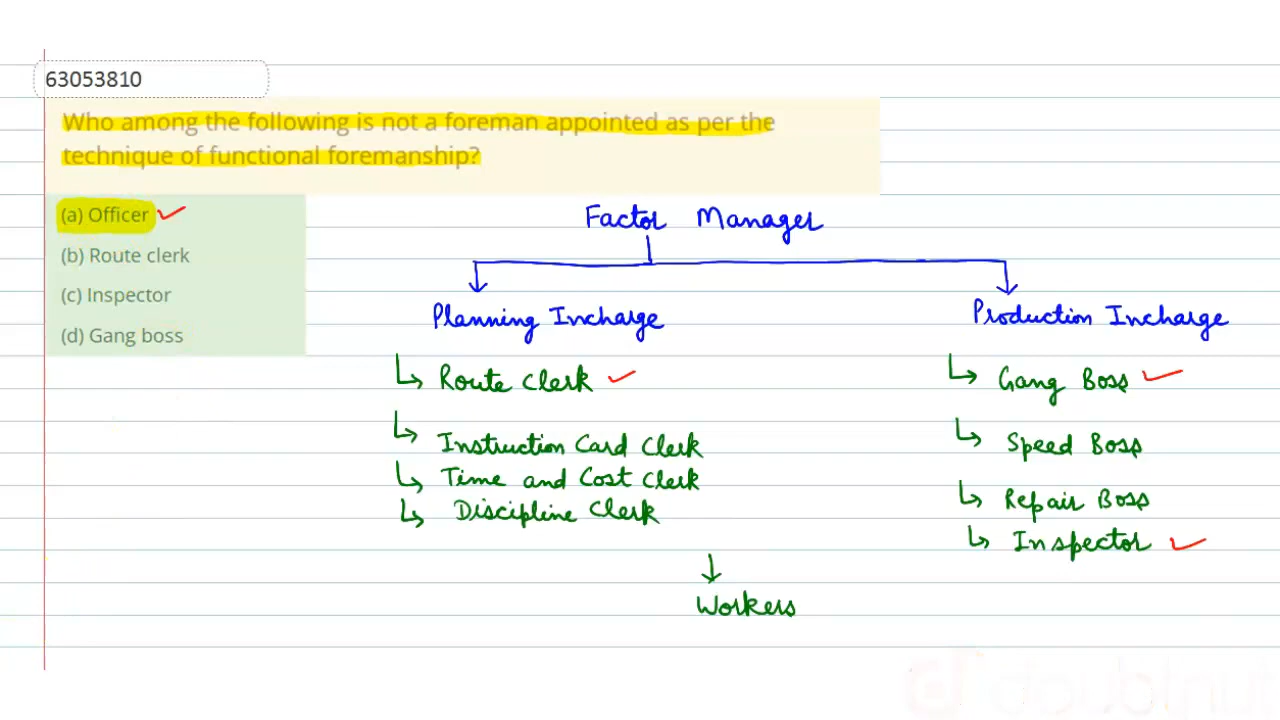 63053810
Who among the following is not a foreman appointed as per the
technique of functional foremanship?
(a) Officer
(b) Route clerk
(c) Inspector
(d) Gang boss
Factor Manager
Planning Incharge
Production Incharge
Route Clerk
Gang Boss
Instruction Card Clerk
Speed Boss
Time and Cost Clerk
Repair Boss
Discipline Clerk
Inspector
Workers
doubtnut